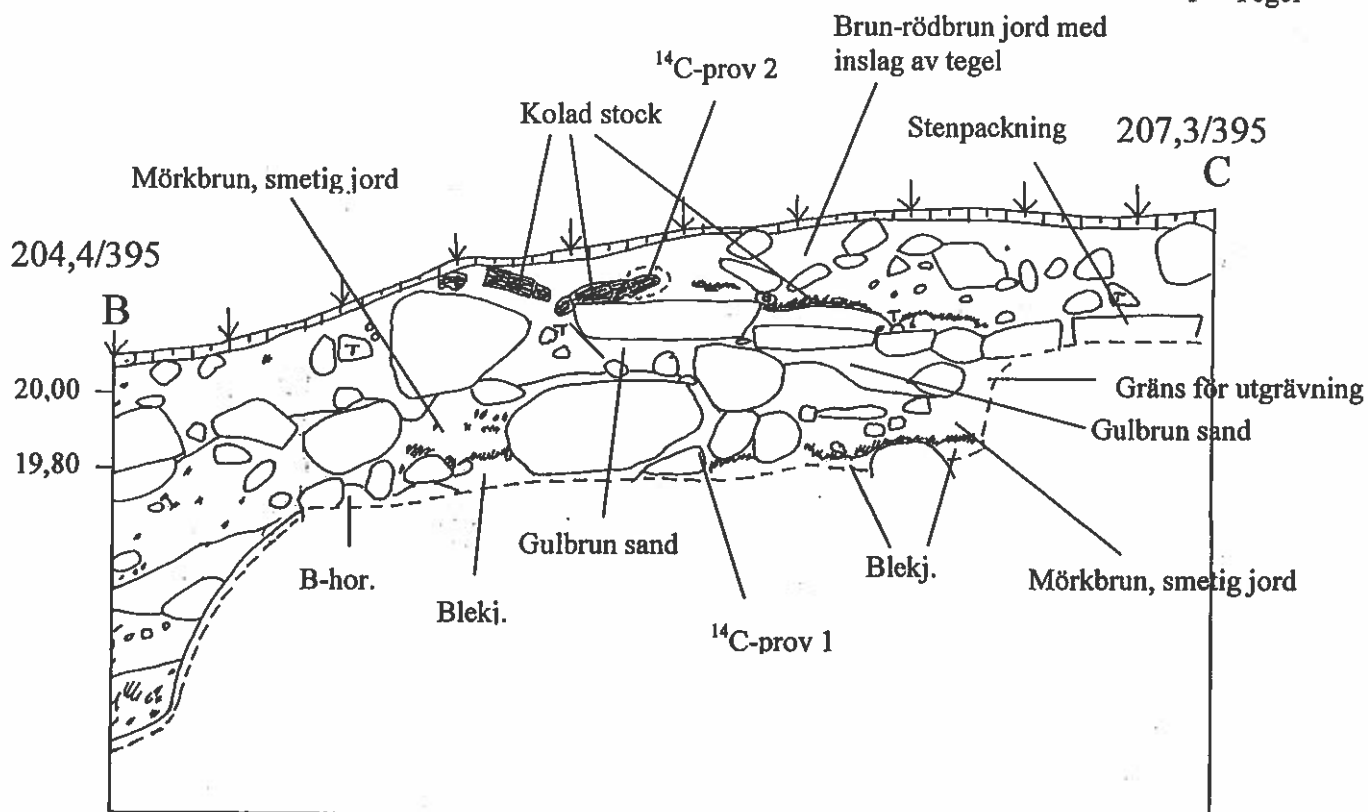 Tegel
Brun-rödbrun jord med
inslag av tegel
¹⁴C-prov 2
Kolad stock
Stenpackning
207,3/395
C
Mörkbrun, smetig jord
204,4/395
B
T
T
T
T
20,00
19,80
Gräns för utgrävning
Gulbrun sand
Gulbrun sand
B-hor.
Blekj.
Blekj.
Mörkbrun, smetig jord
¹⁴C-prov 1